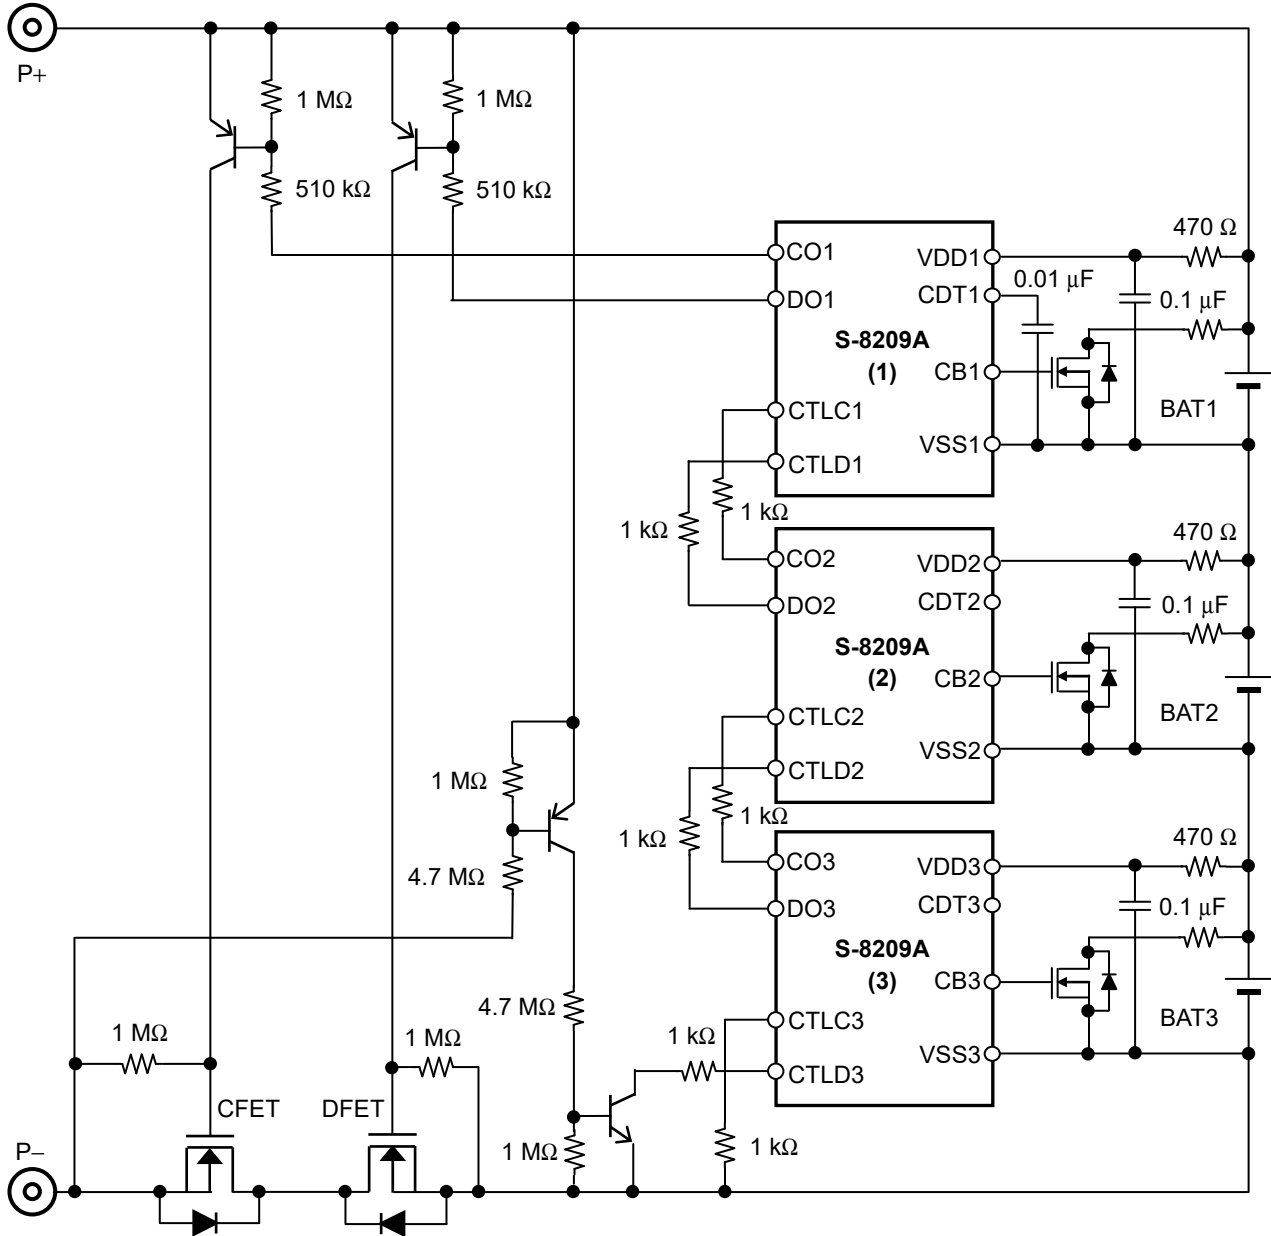 P+
1 MΩ
1 MΩ
510 kΩ
510 kΩ
470 Ω
CO1
VDD1
0.01 μF
CDT1
0.1 μF
DO1
S-8209A
(1)
CB1
BAT1
CTLC1
VSS1
CTLD1
1 kΩ
1 kΩ
470 Ω
CO2
VDD2
CDT2
0.1 μF
DO2
S-8209A
(2)
CB2
BAT2
CTLC2
VSS2
CTLD2
1 MΩ
1 kΩ
1 kΩ
470 Ω
CO3
VDD3
4.7 MΩ
CDT3
0.1 μF
DO3
S-8209A
(3)
CB3
4.7 MΩ
BAT3
CTLC3
1 MΩ
1 MΩ
1 kΩ
VSS3
CTLD3
CFET
DFET
P−
1 MΩ
1 kΩ